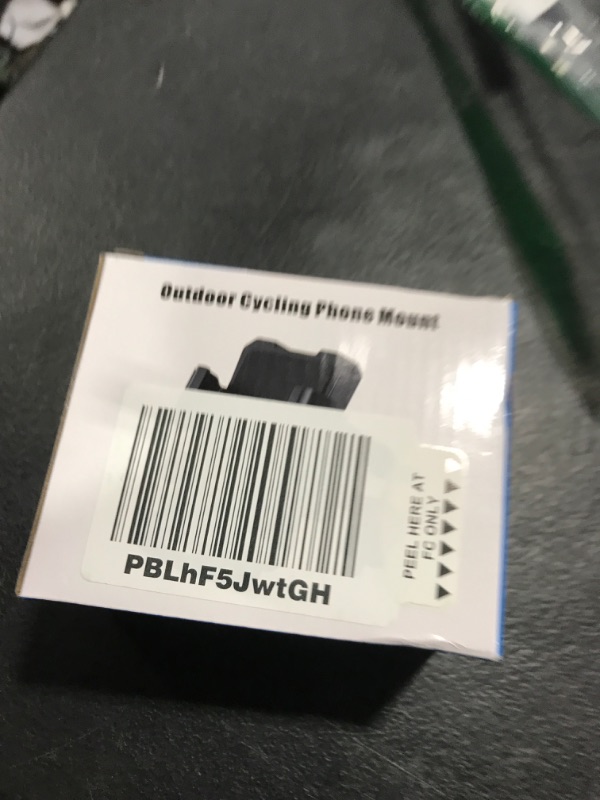 Outdoor Cycling Phone Mount
PBLhF5JwtGH
PEEL HERE AT
FC ONLY